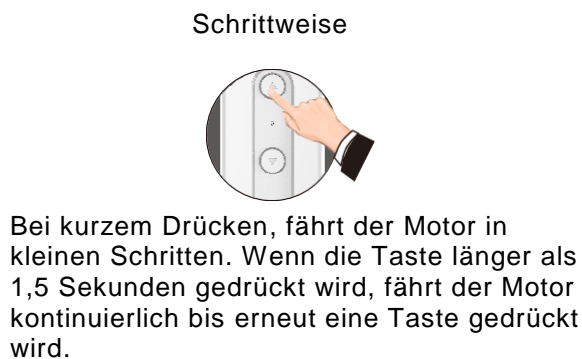 Schrittweise
Bei kurzem Drücken, fährt der Motor in
kleinen Schritten. Wenn die Taste länger als
1,5 Sekunden gedrückt wird, fährt der Motor
kontinuierlich bis erneut eine Taste gedrückt
wird.